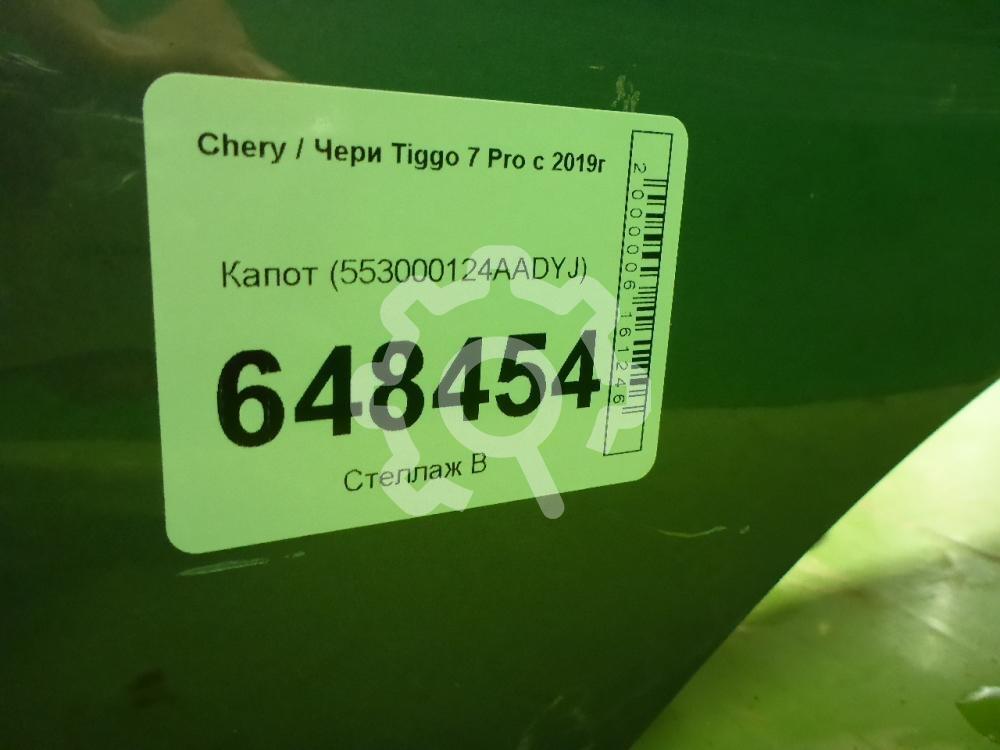 Chery / Чери Tiggo 7 Pro с 2019г
Капот (553000124AADYJ)
648454
Стеллаж В
2000006161246